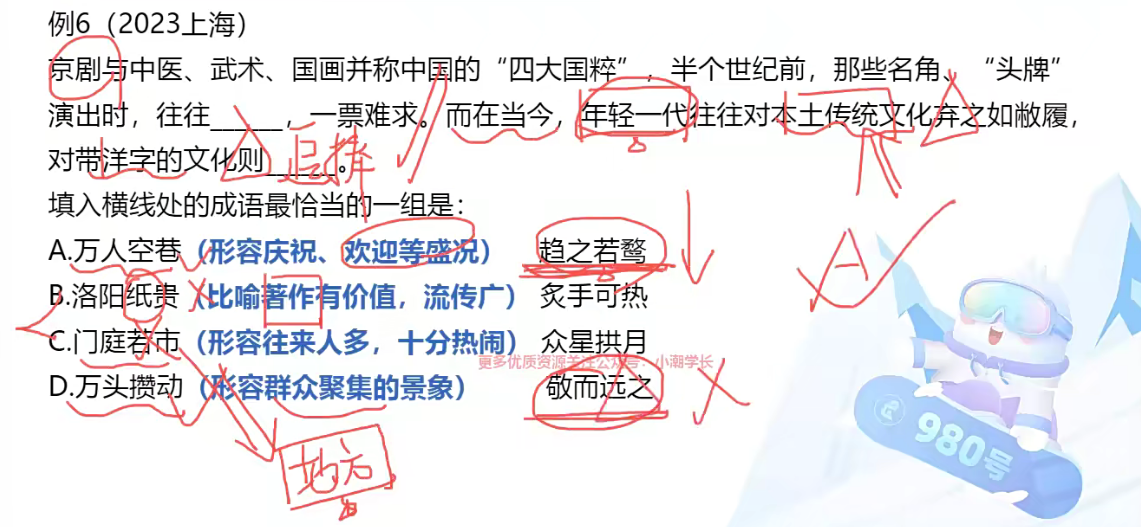 例6（2023上海）
京剧与中医、武术、国画并称中国的“四大国粹”，半个世纪前，那些名角、“头牌”
演出时，往往______，一票难求。而在当今，年轻一代往往对本土传统文化弃之如敝履，
对带洋字的文化则______。
追捧
填入横线处的成语最恰当的一组是：
A.万人空巷（形容庆祝、欢迎等盛况） 趋之若鹜
A
B.洛阳纸贵（比喻著作有价值，流传广） 炙手可热
C.门庭若市（形容往来人多，十分热闹） 众星拱月
更多优质资源关注公众号：小潮学长
D.万头攒动（形容群众聚集的景象） 敬而远之
地方
980号